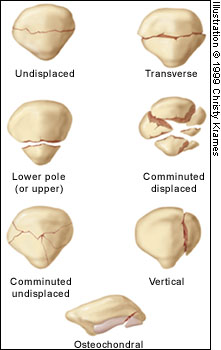 Undisplaced
Transverse
Lower pole
(or upper)
Comminuted
displaced
Comminuted
undisplaced
Vertical
Osteochondral
Illustration © 1999 Christy Krames